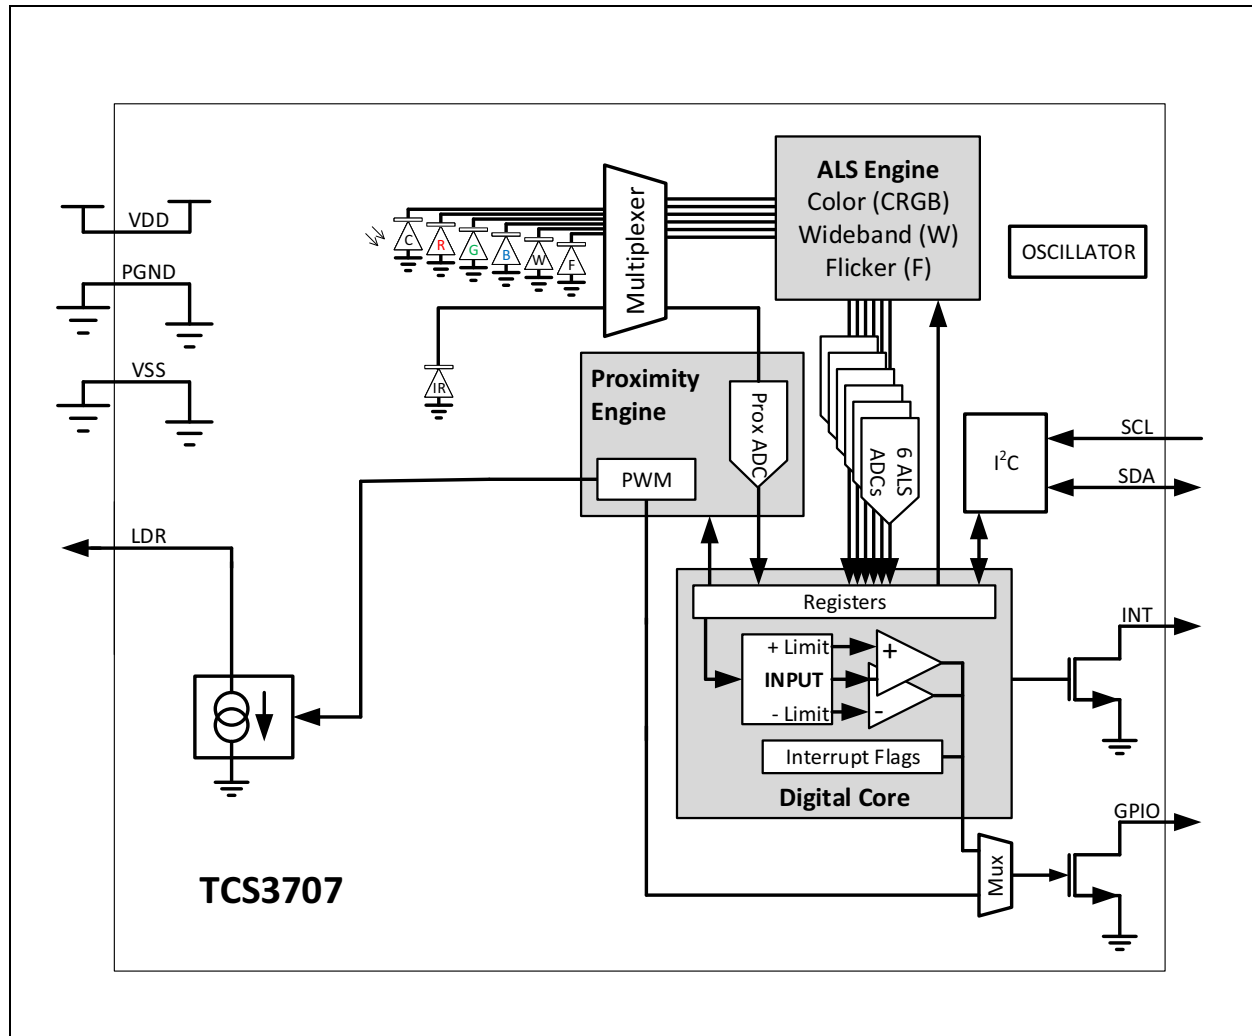 ALS Engine
Color (CRGB)
Wideband (W)
Flicker (F)
Multiplexer
VDD
C
R
G
B
W
F
OSCILLATOR
PGND
VSS
IR
Proximity
Engine
Prox ADC
PWM
6 ALS
ADCs
I²C
SCL
SDA
LDR
Registers
INT
+ Limit
INPUT
- Limit
+
-
Interrupt Flags
Digital Core
GPIO
Mux
TCS3707